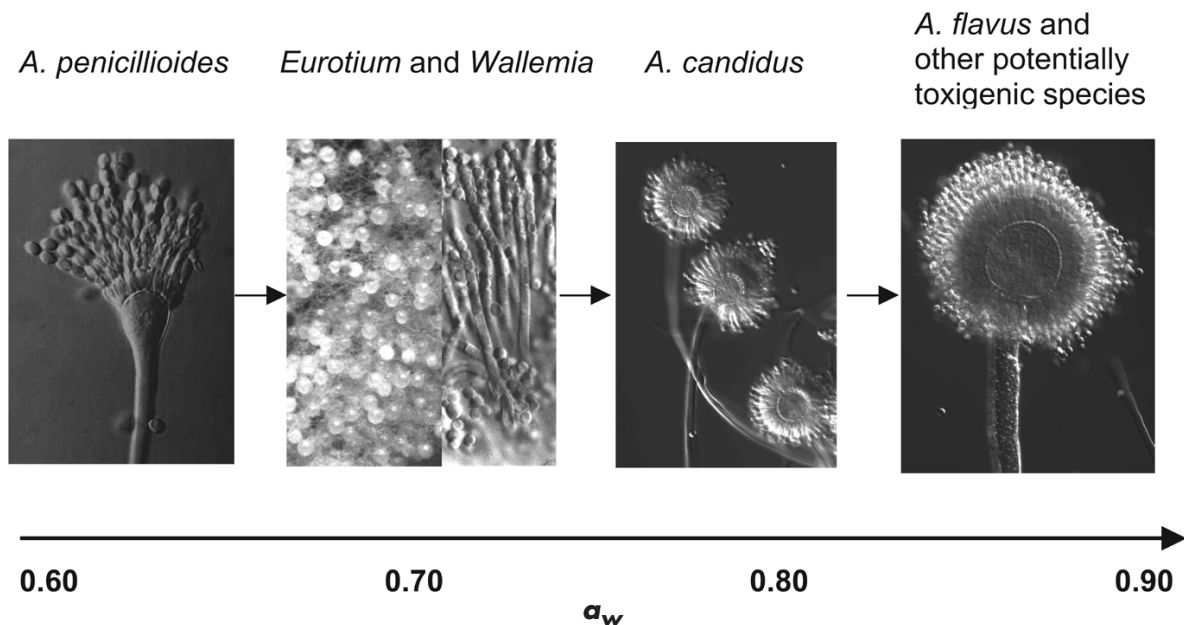 A. penicillioides
Eurotium and Wallemia
A. candidus
A. flavus and
other potentially
toxigenic species
0.60
0.70
0.80
0.90
aw